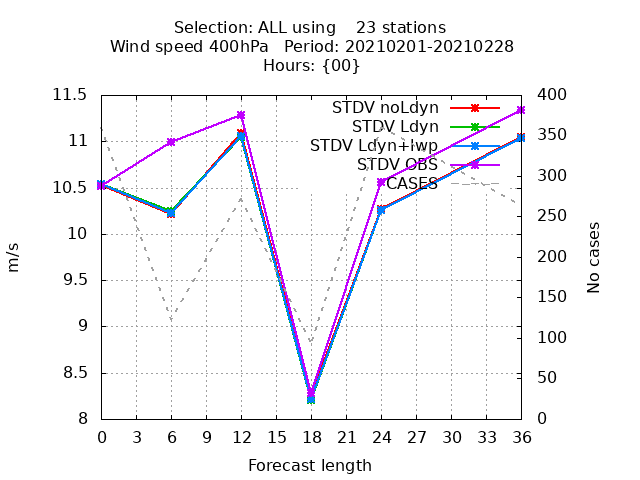 Selection: ALL using    23 stations
Wind speed 400hPa   Period: 20210201-20210228
Hours: {00}
11.5
11
10.5
10
9.5
9
8.5
8
m/s
STDV noLdyn
STDV Ldyn
STDV Ldyn+lwp
STDV OBS
CASES
400
350
300
250
200
150
100
50
0
No cases
0 3 6 9 12 15 18 21 24 27 30 33 36
Forecast length